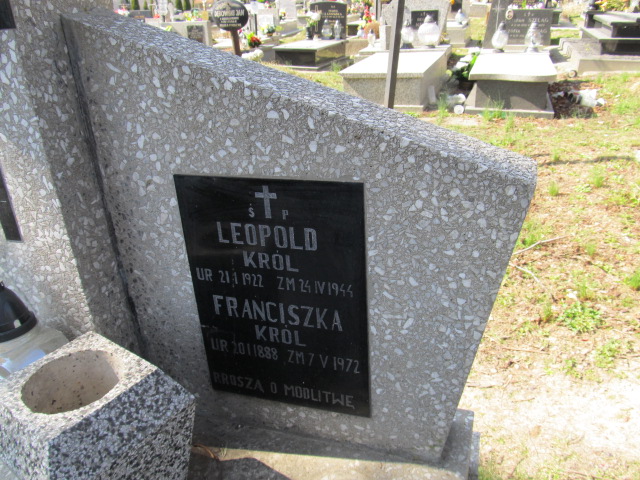 Ś P
LEOPOLD
KRÓL
UR 21 I 1922 ZM 24 IV 1944
FRANCISZKA
KRÓL
UR 20 I 1888 ZM 7 V 1972
PROSZĄ O MODLITWĘ